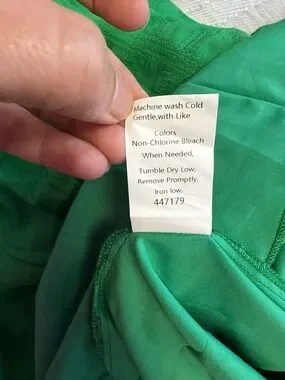 Machine wash Cold
Gentle,with Like
Colors
Non-Chlorine Bleach
When Needed,
Tumble Dry Low,
Remove Promptly,
Iron low.
447179